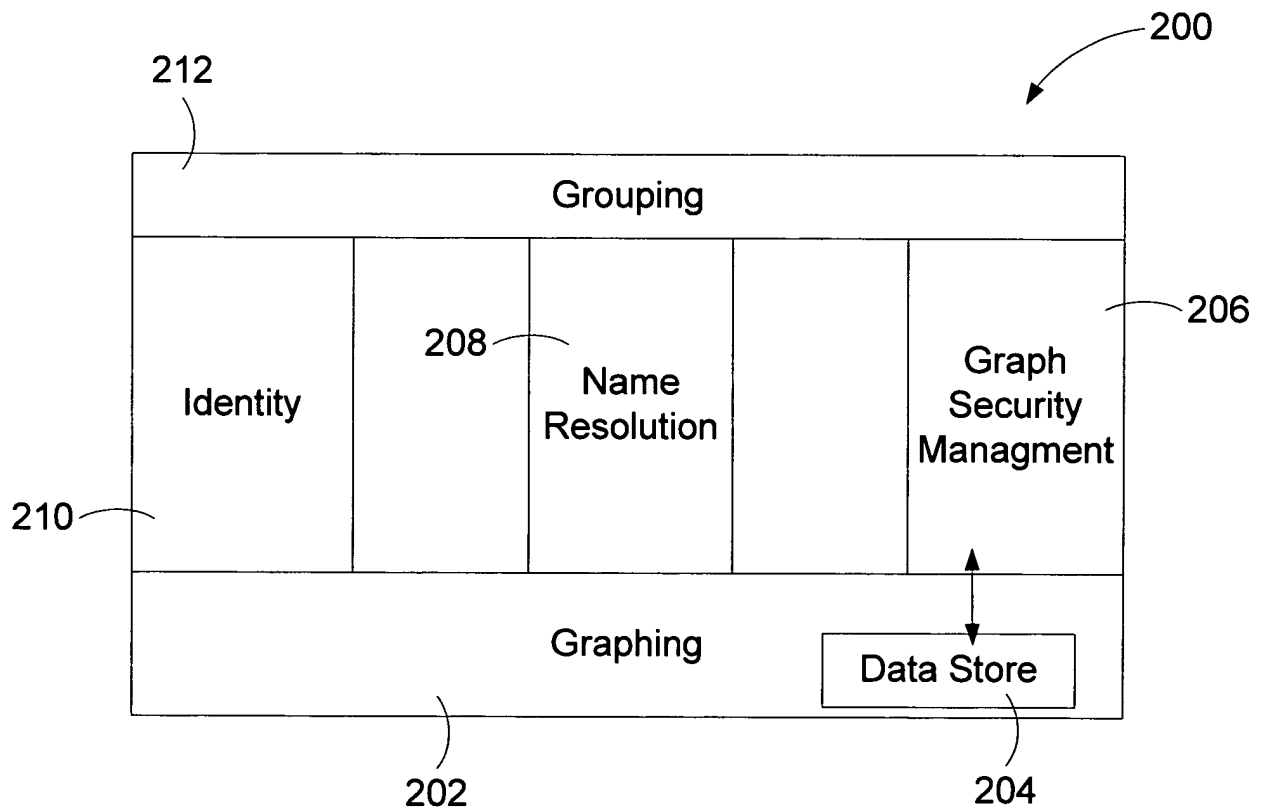 200
212
Grouping
206
208
Name
Resolution
Graph
Security
Managment
Identity
210
Graphing
Data Store
202
204